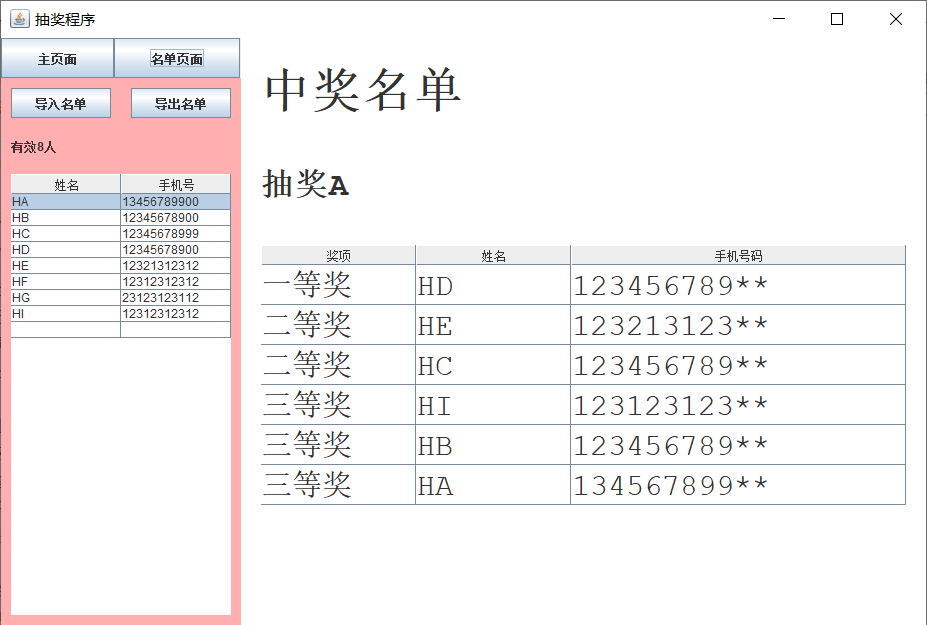 抽奖程序
主页面 名单页面
导入名单 导出名单
有效8人
姓名 手机号
HA 13456789900
HB 12345678900
HC 12345678999
HD 12345678900
HE 12321312312
HF 12312312312
HG 23123123112
HI 12312312312
中奖名单
抽奖A
奖项 姓名 手机号码
一等奖 HD 123456789**
二等奖 HE 123213123**
二等奖 HC 123456789**
三等奖 HI 123123123**
三等奖 HB 123456789**
三等奖 HA 134567899**